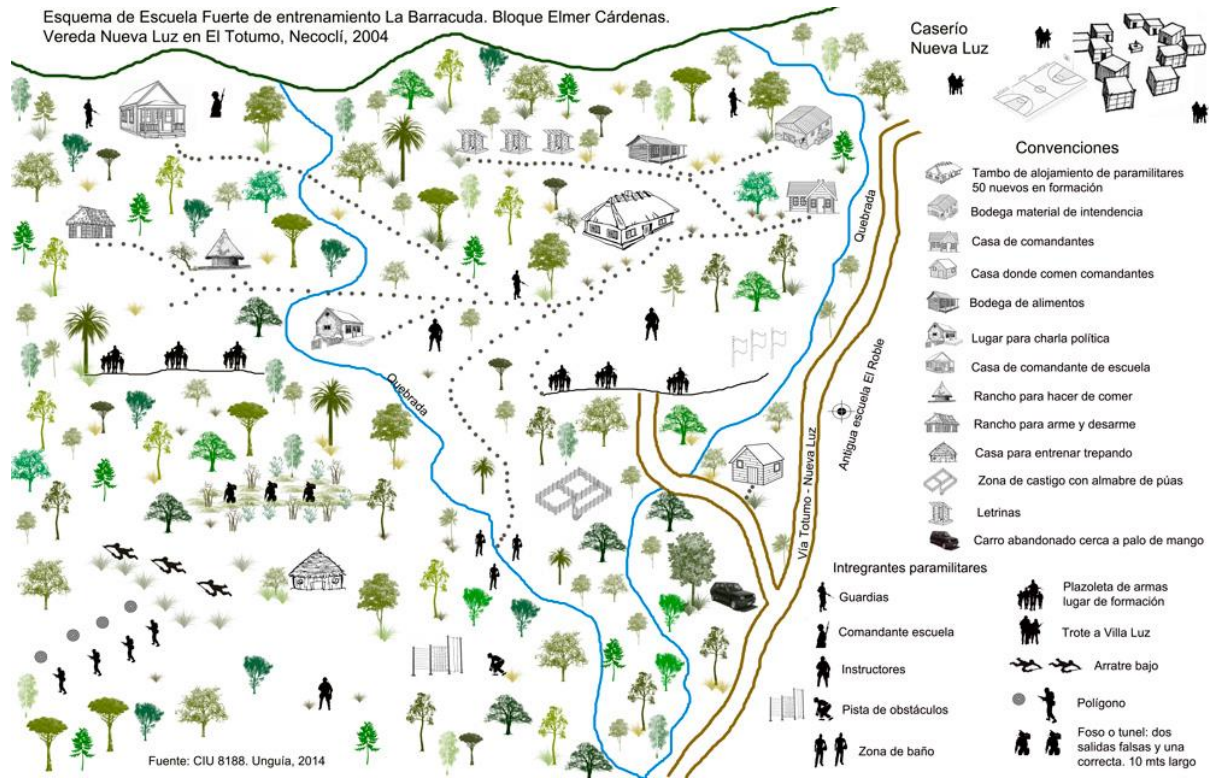 Esquema de Escuela Fuerte de entrenamiento La Barracuda. Bloque Elmer Cárdenas.
Vereda Nueva Luz en El Totumo, Necoclí, 2004
Caserío
Nueva Luz
Quebrada
Quebrada
Vía Totumo - Nueva Luz
Antigua escuela El Roble
Convenciones
Tambo de alojamiento de paramilitares
50 nuevos en formación
Bodega material de intendencia
Casa de comandantes
Casa donde comen comandantes
Bodega de alimentos
Lugar para charla política
Casa de comandante de escuela
Rancho para hacer de comer
Rancho para arme y desarme
Casa para entrenar trepando
Zona de castigo con almabre de púas
Letrinas
Carro abandonado cerca a palo de mango
Intregrantes paramilitares
Guardias
Comandante escuela
Instructores
Pista de obstáculos
Zona de baño
Plazoleta de armas
lugar de formación
Trote a Villa Luz
Arratre bajo
Polígono
Foso o tunel: dos
salidas falsas y una
correcta. 10 mts largo
Fuente: CIU 8188. Unguía, 2014